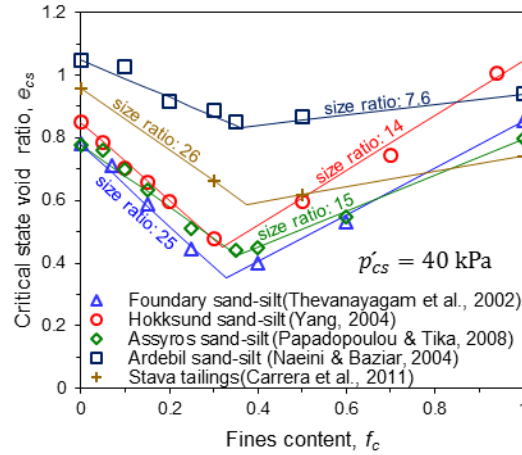 1.2
1
0.8
0.6
0.4
0.2
0
Critical state void ratio, e_cs
size ratio: 7.6
size ratio: 26
size ratio: 14
size ratio: 15
size ratio: 25
p′_cs = 40 kPa
Foundary sand-silt(Thevanayagam et al., 2002)
Hokksund sand-silt (Yang, 2004)
Assyros sand-silt (Papadopoulou & Tika, 2008)
Ardebil sand-silt (Naeini & Baziar, 2004)
Stava tailings(Carrera et al., 2011)
0 0.2 0.4 0.6 0.8
Fines content, f_c